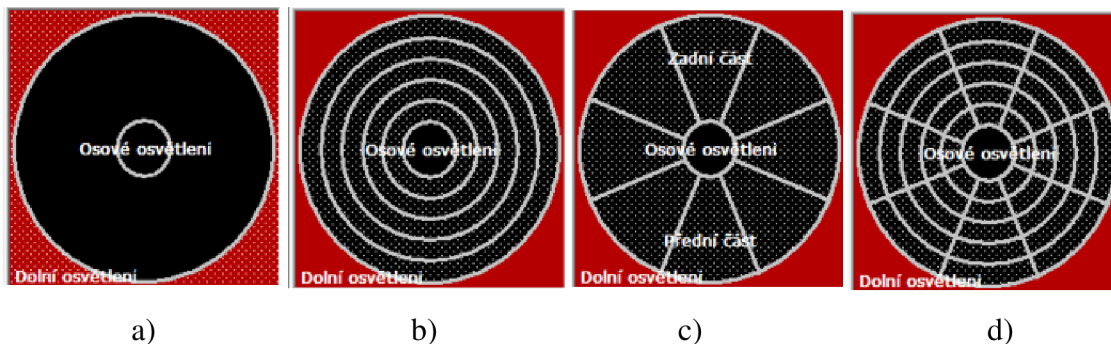 Osové osvětlení
Dolní osvětlení
Osové osvětlení
Dolní osvětlení
Zadní část
Osové osvětlení
Přední část
Dolní osvětlení
Osové osvětlení
Dolní osvětlení
a) b) c) d)